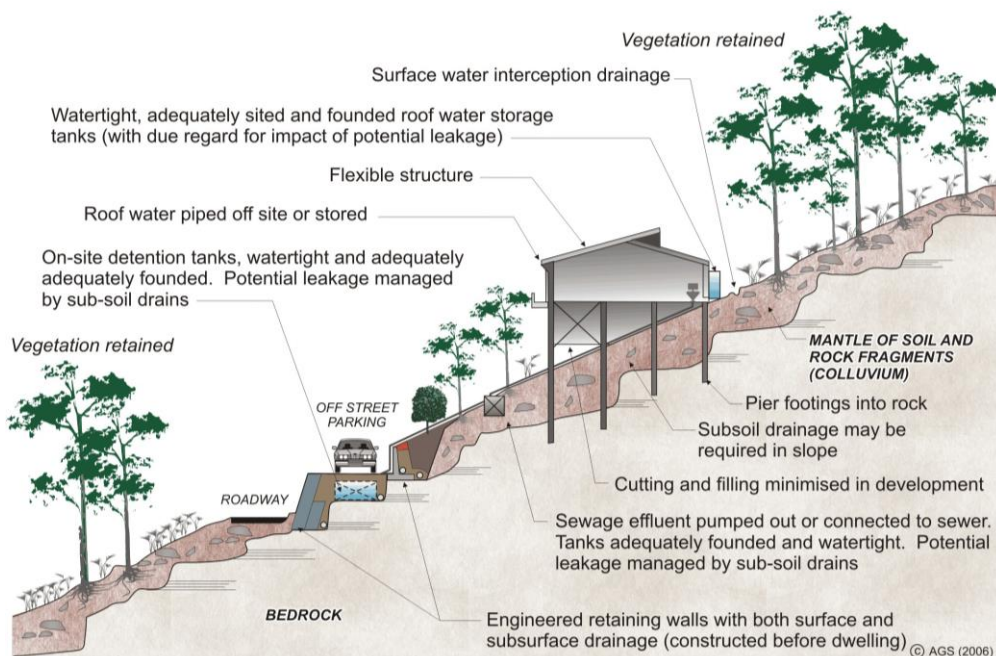 Vegetation retained
Surface water interception drainage
Watertight, adequately sited and founded roof water storage
tanks (with due regard for impact of potential leakage)
Flexible structure
Roof water piped off site or stored
On-site detention tanks, watertight and adequately
adequately founded.  Potential leakage managed
by sub-soil drains
Vegetation retained
MANTLE OF SOIL AND
ROCK FRAGMENTS
(COLLUVIUM)
OFF STREET
PARKING
Pier footings into rock
Subsoil drainage may be
required in slope
Cutting and filling minimised in development
ROADWAY
Sewage effluent pumped out or connected to sewer.
Tanks adequately founded and watertight.  Potential
leakage managed by sub-soil drains
BEDROCK
Engineered retaining walls with both surface and
subsurface drainage (constructed before dwelling)
© AGS (2006)